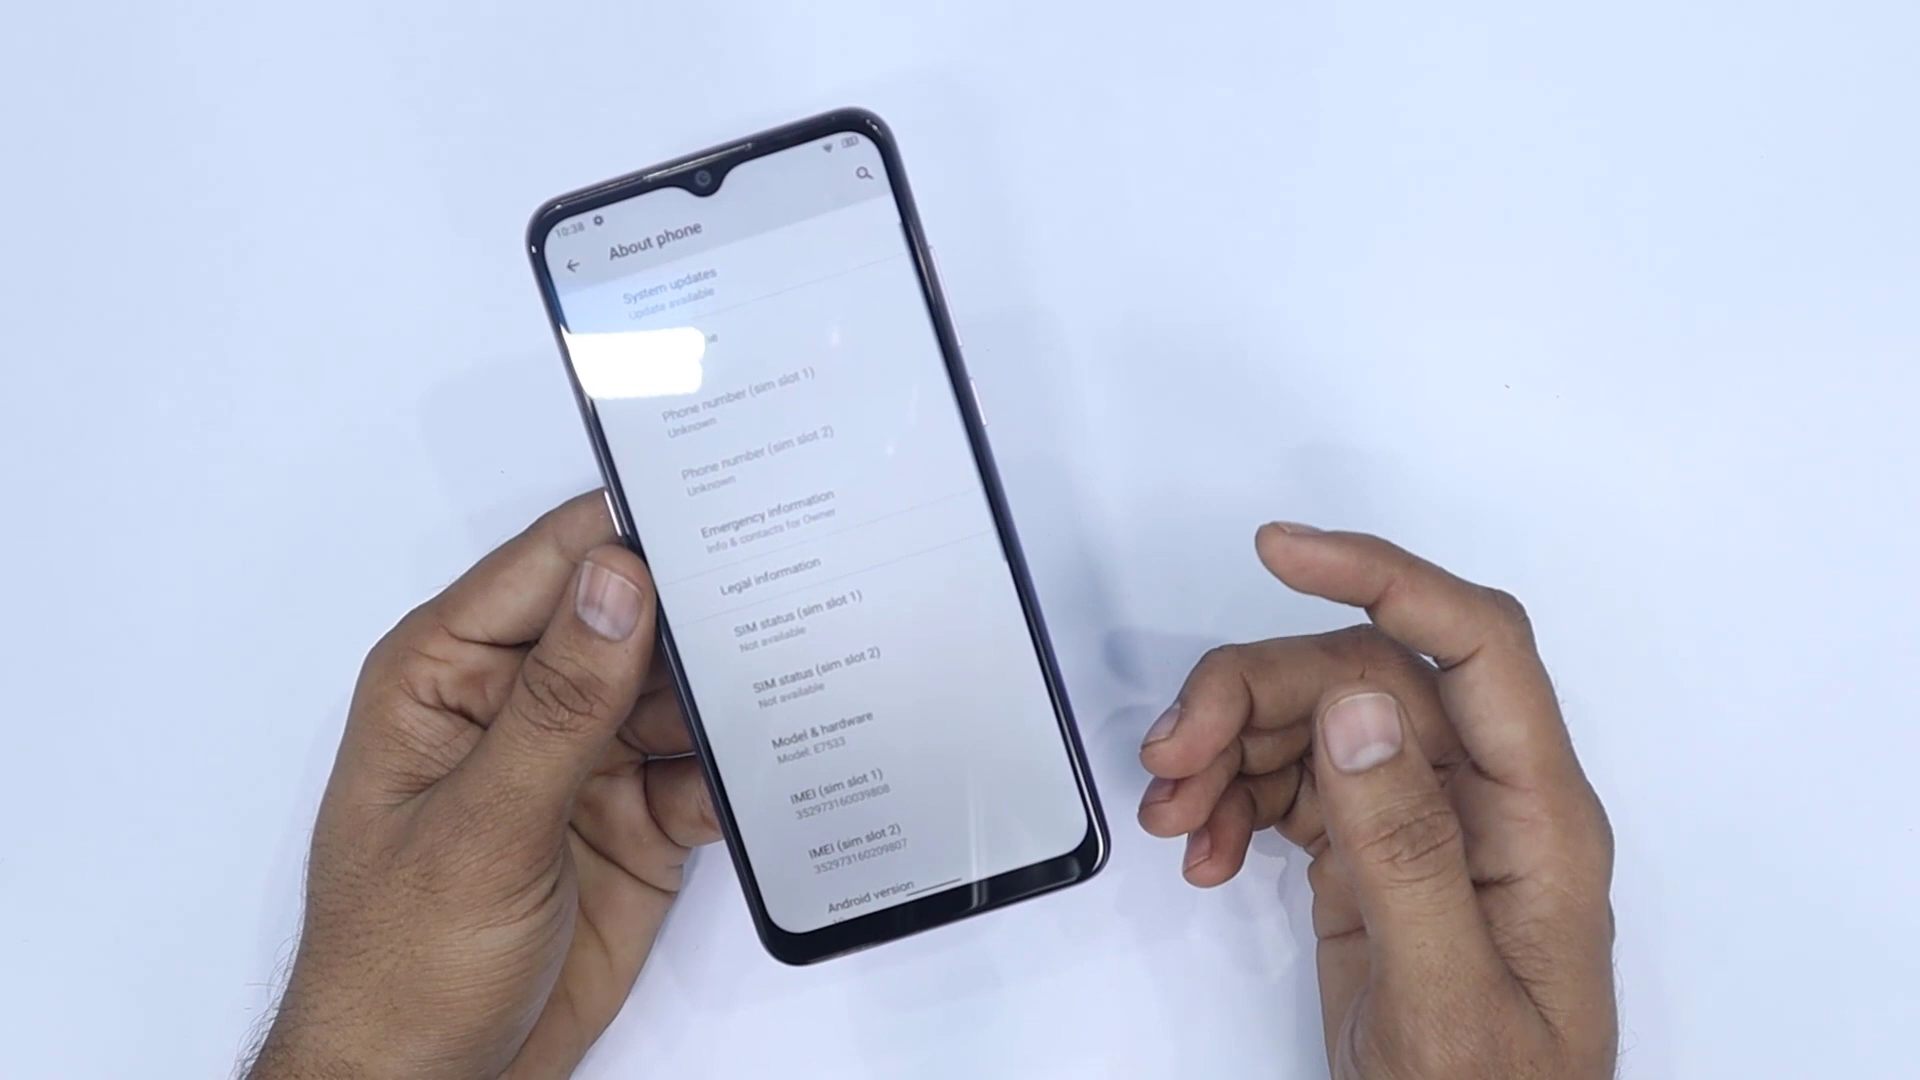 10:38
About phone
System updates
Update available
Phone number (sim slot 1)
Unknown
Phone number (sim slot 2)
Unknown
Emergency information
Info & contacts for Owner
Legal information
SIM status (sim slot 1)
Not available
SIM status (sim slot 2)
Not available
Model & hardware
Model: E7533
IMEI (sim slot 1)
352973160039808
IMEI (sim slot 2)
352973160209807
Android version